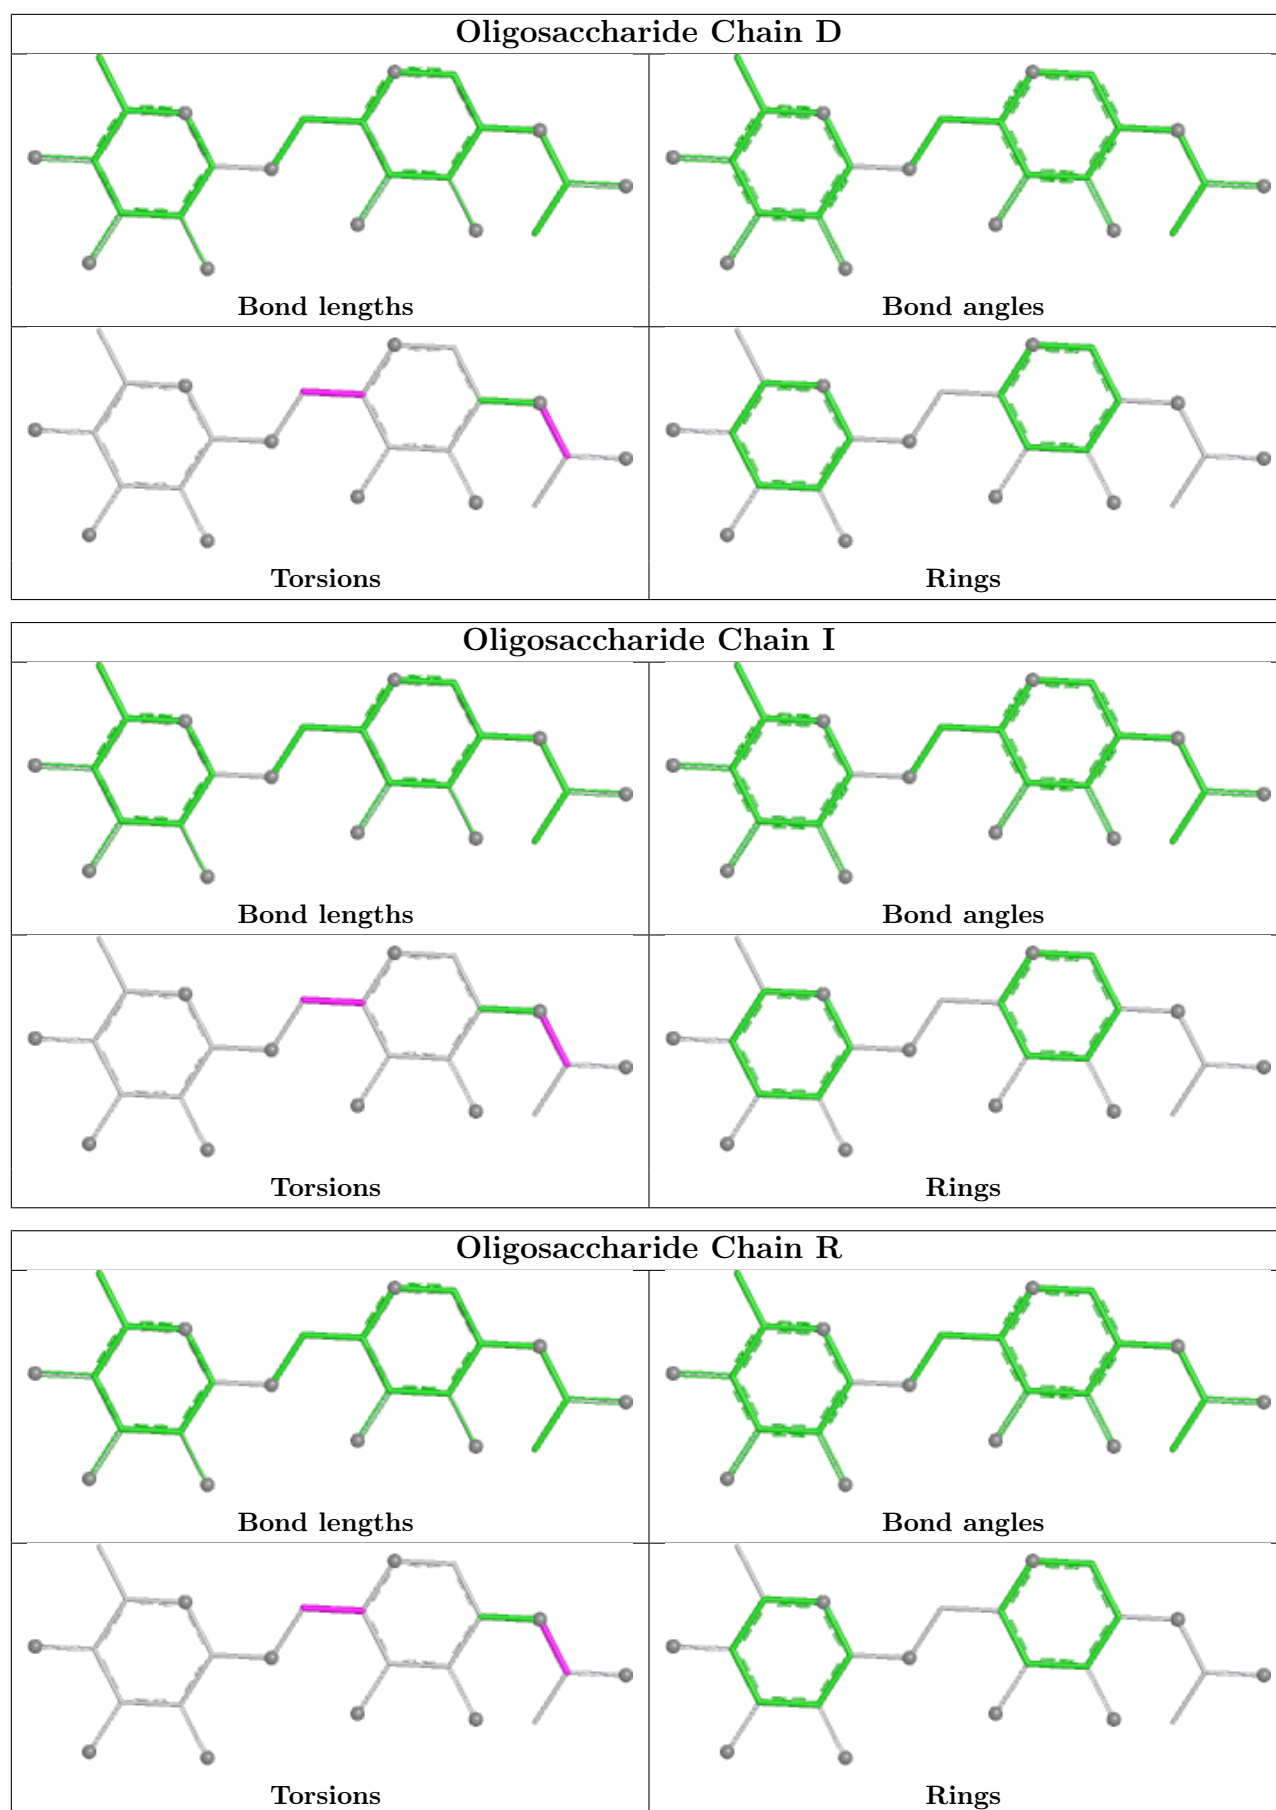 Oligosaccharide Chain D
Bond lengths
Bond angles
Torsions
Rings
Oligosaccharide Chain I
Bond lengths
Bond angles
Torsions
Rings
Oligosaccharide Chain R
Bond lengths
Bond angles
Torsions
Rings